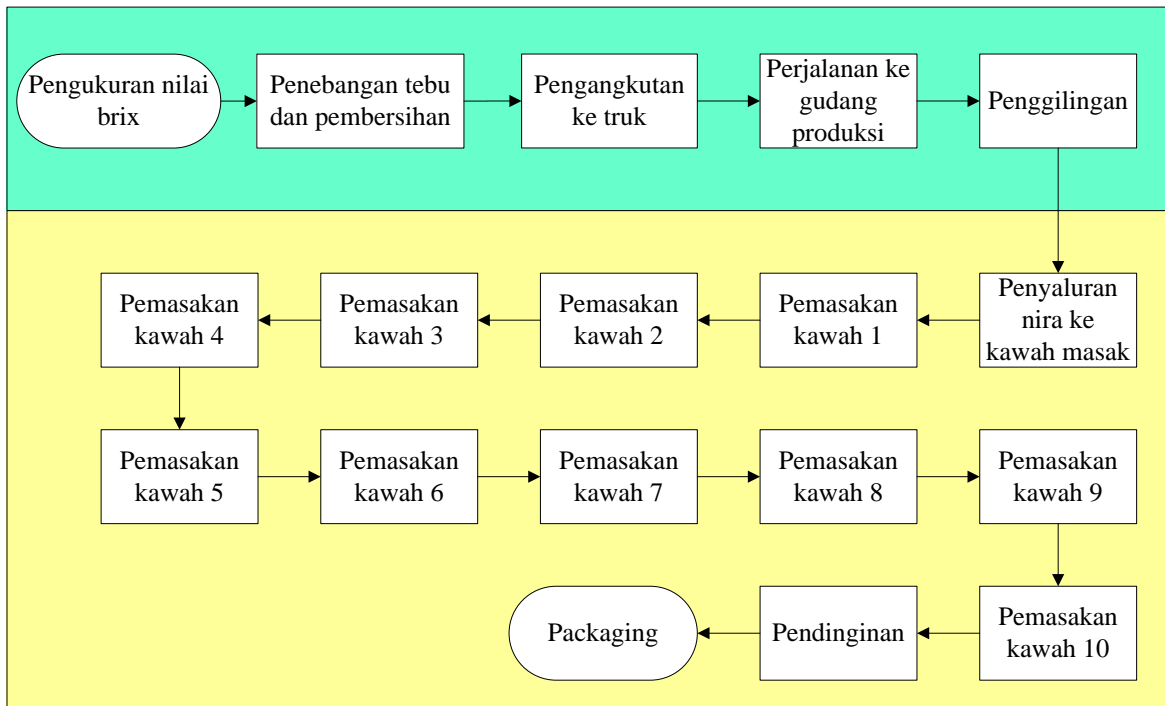 Pengukuran nilai
brix
Penebangan tebu
dan pembersihan
Pengangkutan
ke truk
Perjalanan ke
gudang
produksi
Penggilingan
Penyaluran
nira ke
kawah masak
Pemasakan
kawah 1
Pemasakan
kawah 2
Pemasakan
kawah 3
Pemasakan
kawah 4
Pemasakan
kawah 5
Pemasakan
kawah 6
Pemasakan
kawah 7
Pemasakan
kawah 8
Pemasakan
kawah 9
Pemasakan
kawah 10
Pendinginan
Packaging